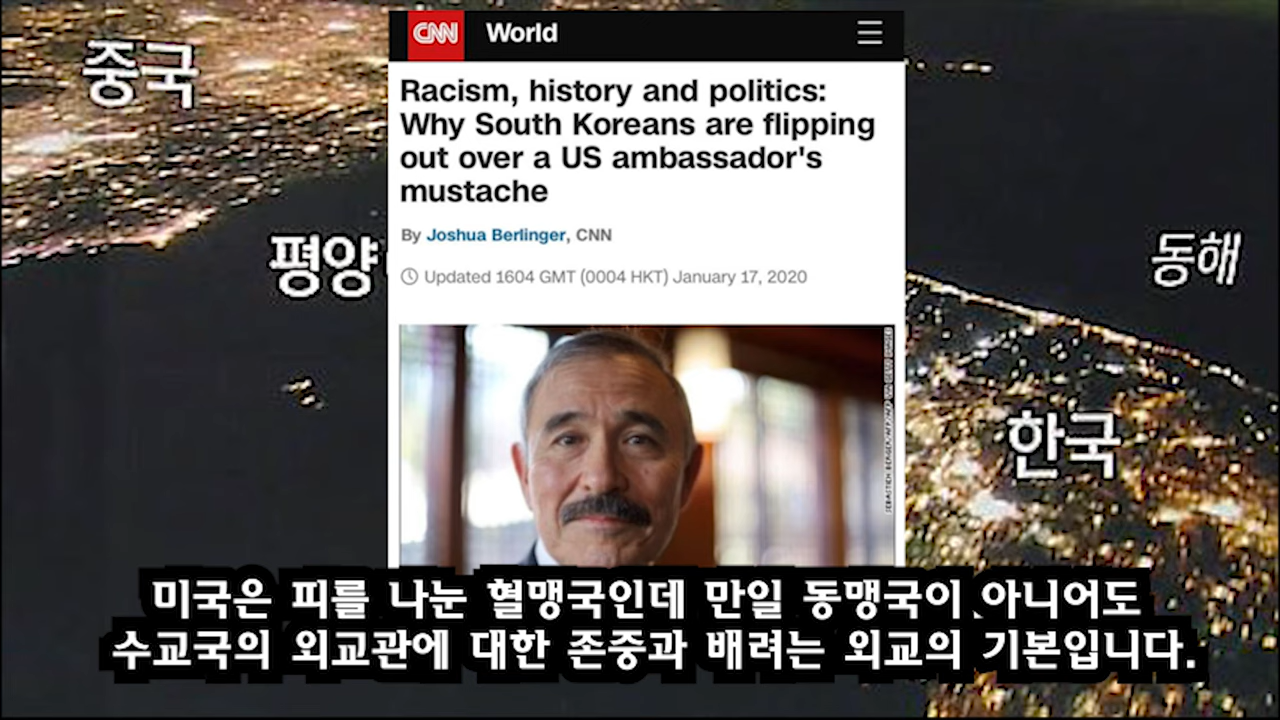 CNN World
Racism, history and politics:
Why South Koreans are flipping
out over a US ambassador's
mustache
By Joshua Berlinger, CNN
Updated 1604 GMT (0004 HKT) January 17, 2020
중국
평양
동해
한국
미국은 피를 나눈 혈맹국인데 만일 동맹국이 아니어도
수교국의 외교관에 대한 존중과 배려는 외교의 기본입니다.